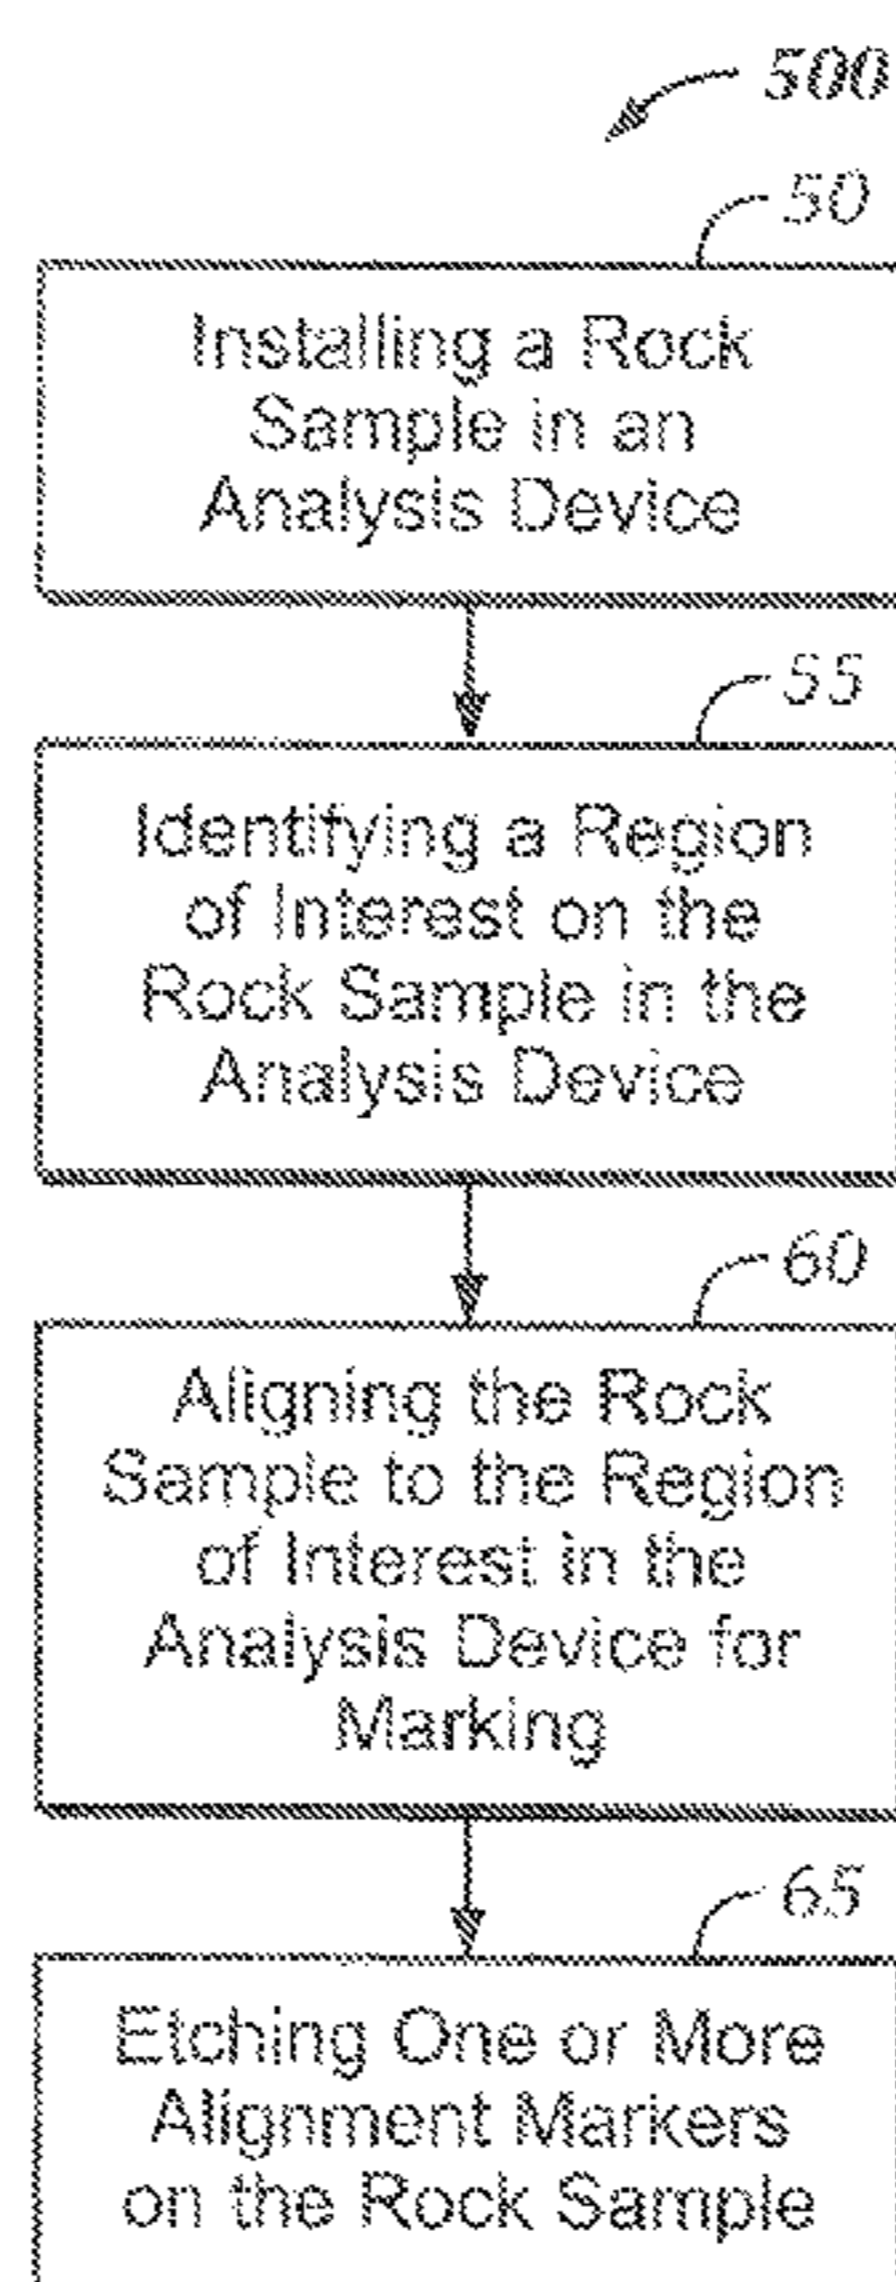 500
50
Installing a Rock
Sample in an
Analysis Device
55
Identifying a Region
of Interest on the
Rock Sample in the
Analysis Device
60
Aligning the Rock
Sample to the Region
of Interest in the
Analysis Device for
Marking
65
Etching One or More
Alignment Markers
on the Rock Sample